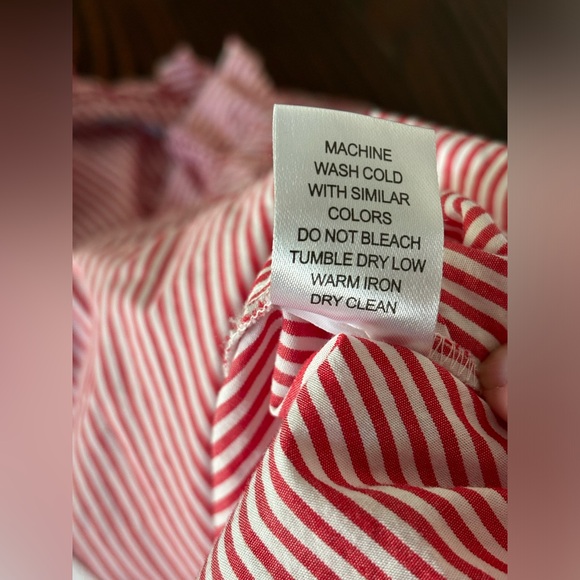 MACHINE
WASH COLD
WITH SIMILAR
COLORS
DO NOT BLEACH
TUMBLE DRY LOW
WARM IRON
DRY CLEAN